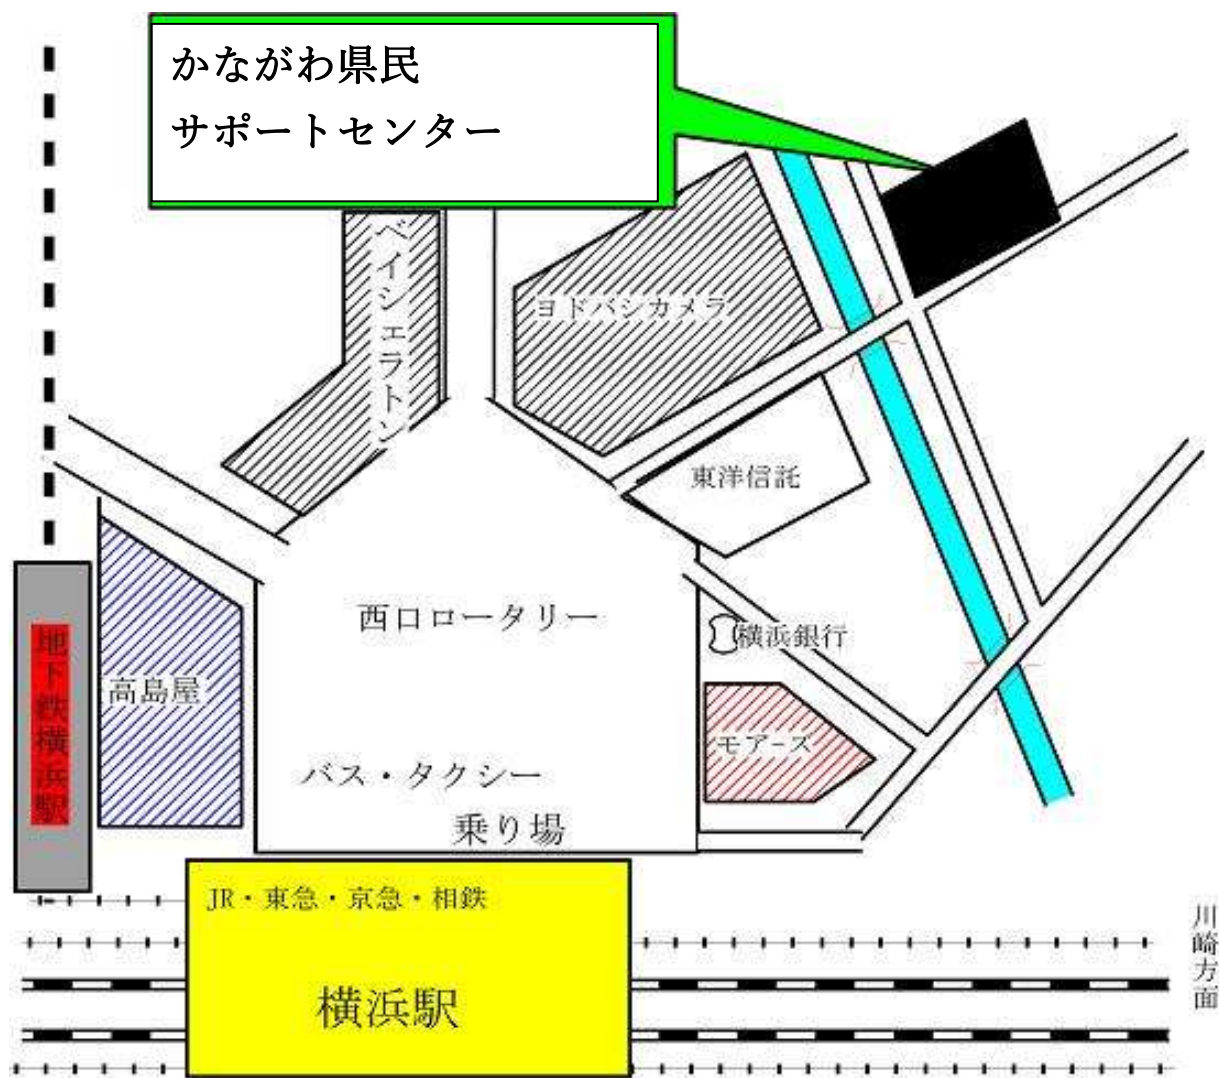 かながわ県民
サポートセンター
ベイシェラトン
ヨドバシカメラ
東洋信託
西口ロータリー
横浜銀行
地下鉄横浜駅
高島屋
モアーズ
バス・タクシー
乗り場
JR・東急・京急・相鉄
横浜駅
川崎方面